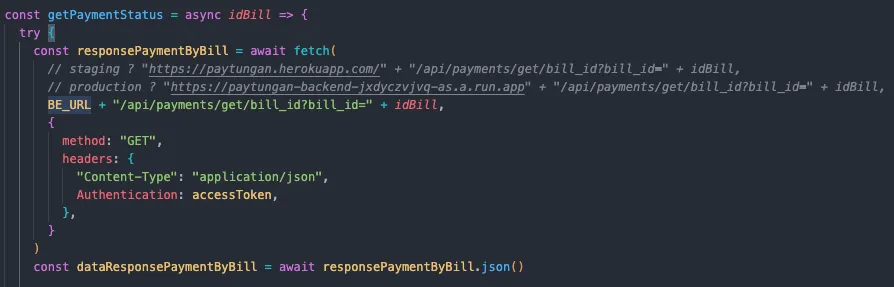 const getPaymentStatus = async idBill => {
try {
const responsePaymentByBill = await fetch(
// staging ? "https://paytungan.herokuapp.com/" + "/api/payments/get/bill_id?bill_id=" + idBill,
// production ? "https://paytungan-backend-jxdyczvjvq-as.a.run.app" + "/api/payments/get/bill_id?bill_id=" + idBill,
BE_URL + "/api/payments/get/bill_id?bill_id=" + idBill,
{
method: "GET",
headers: {
"Content-Type": "application/json",
Authentication: accessToken,
},
}
)
const dataResponsePaymentByBill = await responsePaymentByBill.json()